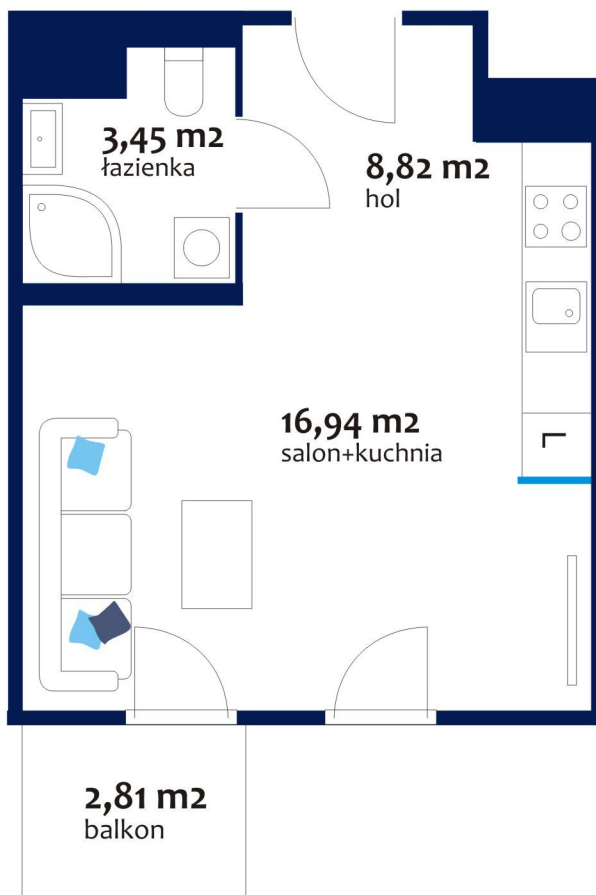 3,45 m2
łazienka
8,82 m2
hol
16,94 m2
salon+kuchnia
L
2,81 m2
balkon